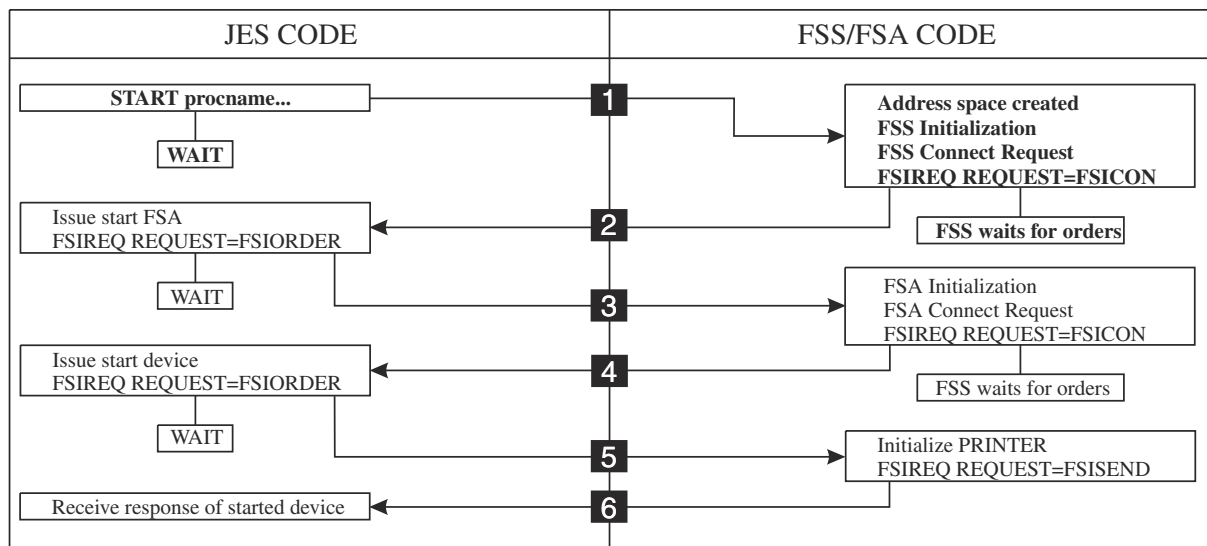 JES CODE
FSS/FSA CODE
START procname...
1
Address space created
FSS Initialization
FSS Connect Request
FSIREQ REQUEST=FSICON
WAIT
Issue start FSA
FSIREQ REQUEST=FSIORDER
2
FSS waits for orders
WAIT
3
FSA Initialization
FSA Connect Request
FSIREQ REQUEST=FSICON
Issue start device
FSIREQ REQUEST=FSIORDER
4
FSS waits for orders
WAIT
5
Initialize PRINTER
FSIREQ REQUEST=FSISEND
Receive response of started device
6